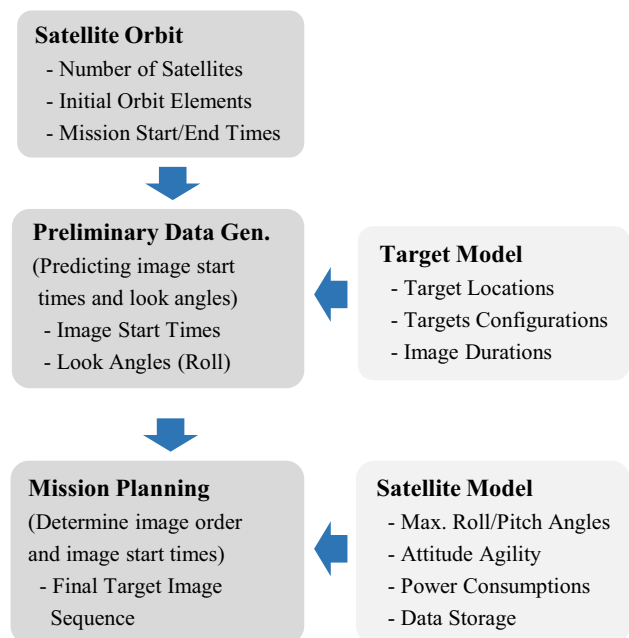 Satellite Orbit
- Number of Satellites
- Initial Orbit Elements
- Mission Start/End Times
Preliminary Data Gen.
(Predicting image start
times and look angles)
- Image Start Times
- Look Angles (Roll)
Target Model
- Target Locations
- Targets Configurations
- Image Durations
Mission Planning
(Determine image order
and image start times)
- Final Target Image
Sequence
Satellite Model
- Max. Roll/Pitch Angles
- Attitude Agility
- Power Consumptions
- Data Storage